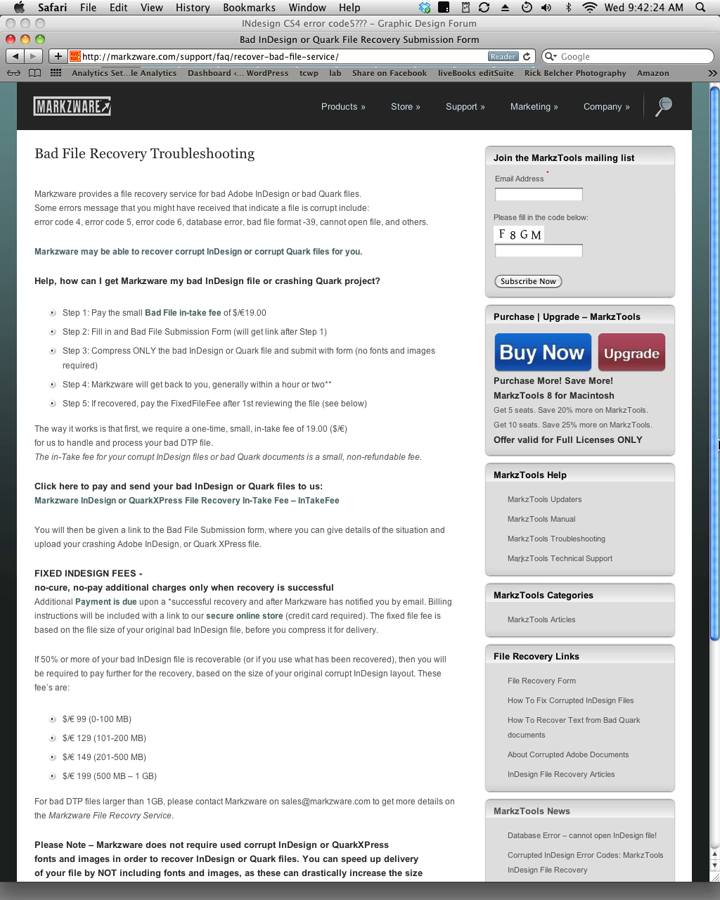 Safari File Edit View History Bookmarks Window Help Wed 9:42:24 AM
INdesign CS4 error code5??? – Graphic Design Forum
Bad InDesign or Quark File Recovery Submission Form
http://markzware.com/support/faq/recover-bad-file-service/ Reader Google
Analytics Set...le Analytics Dashboard ‹... WordPress tcwp lab Share on Facebook liveBooks editSuite Rick Belcher Photography Amazon
MARKZWARE Products » Store » Support » Marketing » Company »
Bad File Recovery Troubleshooting
Markzware provides a file recovery service for bad Adobe InDesign or bad Quark files.
Some errors message that you might have received that indicate a file is corrupt include:
error code 4, error code 5, error code 6, database error, bad file format -39, cannot open file, and others.
Markzware may be able to recover corrupt InDesign or corrupt Quark files for you.
Help, how can I get Markzware my bad InDesign file or crashing Quark project?
Step 1: Pay the small Bad File in-take fee of $/€19.00
Step 2: Fill in and Bad File Submission Form (will get link after Step 1)
Step 3: Compress ONLY the bad InDesign or Quark file and submit with form (no fonts and images
required)
Step 4: Markzware will get back to you, generally within a hour or two**
Step 5: If recovered, pay the FixedFileFee after 1st reviewing the file (see below)
The way it works is that first, we require a one-time, small, in-take fee of 19.00 ($/€)
for us to handle and process your bad DTP file.
The in-Take fee for your corrupt InDesign files or bad Quark documents is a small, non-refundable fee.
Click here to pay and send your bad InDesign or Quark files to us:
Markzware InDesign or QuarkXPress File Recovery In-Take Fee – InTakeFee
You will then be given a link to the Bad File Submission form, where you can give details of the situation and
upload your crashing Adobe InDesign, or Quark XPress file.
FIXED INDESIGN FEES -
no-cure, no-pay additional charges only when recovery is successful
Additional Payment is due upon a *successful recovery and after Markzware has notified you by email. Billing
instructions will be included with a link to our secure online store (credit card required). The fixed file fee is
based on the file size of your original bad InDesign file, before you compress it for delivery.
If 50% or more of your bad InDesign file is recoverable (or if you use what has been recovered), then you will
be required to pay further for the recovery, based on the size of your original corrupt InDesign layout. These
fee's are:
$/€ 99 (0-100 MB)
$/€ 129 (101-200 MB)
$/€ 149 (201-500 MB)
$/€ 199 (500 MB – 1 GB)
For bad DTP files larger than 1GB, please contact Markzware on sales@markzware.com to get more details on
the Markzware File Recovry Service.
Please Note – Markzware does not require used corrupt InDesign or QuarkXPress
fonts and images in order to recover InDesign or Quark files. You can speed up delivery
of your file by NOT including fonts and images, as these can drastically increase the size
Join the MarkzTools mailing list
Email Address *
Please fill in the code below:
F 8 G M
Subscribe Now
Purchase | Upgrade – MarkzTools
Buy Now Upgrade
Purchase More! Save More!
MarkzTools 8 for Macintosh
Get 5 seats. Save 20% more on MarkzTools.
Get 10 seats. Save 25% more on MarkzTools.
Offer valid for Full Licenses ONLY
MarkzTools Help
MarkzTools Updaters
MarkzTools Manual
MarkzTools Troubleshooting
MarkzTools Technical Support
MarkzTools Categories
MarkzTools Articles
File Recovery Links
File Recovery Form
How To Fix Corrupted InDesign Files
How To Recover Text from Bad Quark
documents
About Corrupted Adobe Documents
InDesign File Recovery Articles
MarkzTools News
Database Error – cannot open InDesign file!
Corrupted InDesign Error Codes: MarkzTools
InDesign File Recovery